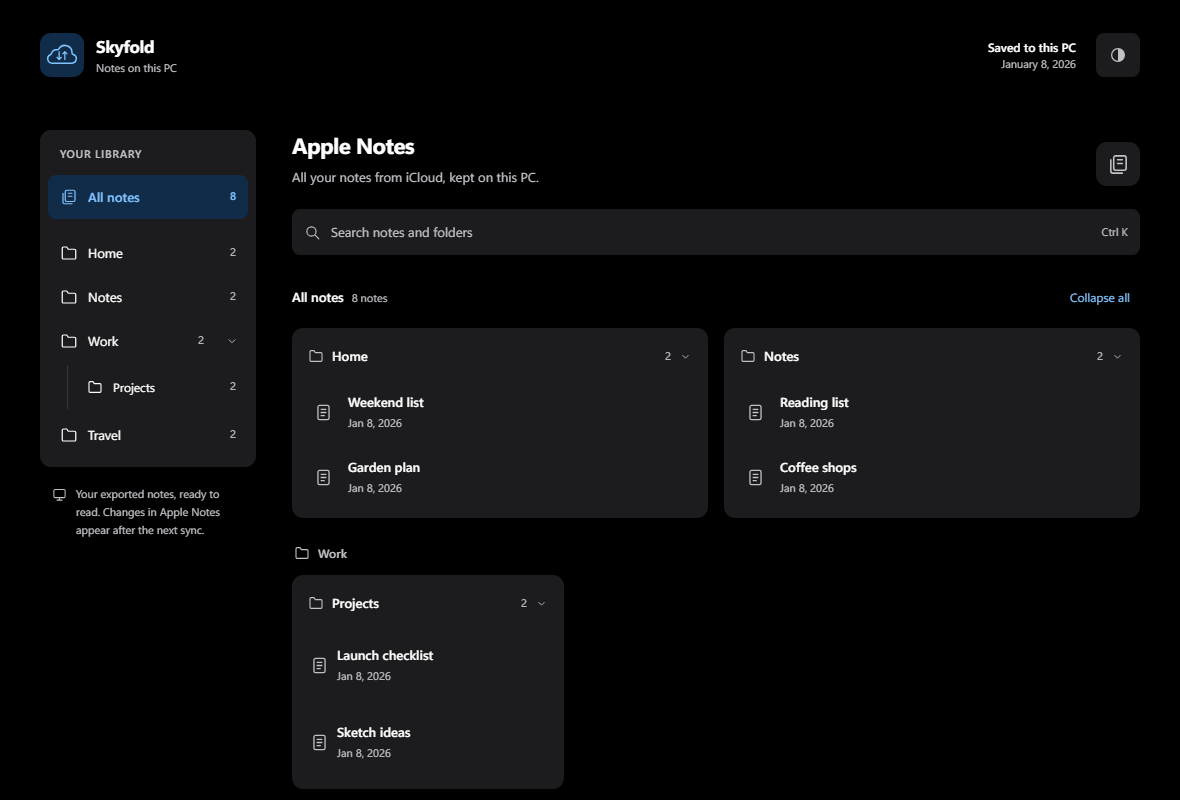 Skyfold
Notes on this PC
Saved to this PC
January 8, 2026
YOUR LIBRARY
All notes 8
Home 2
Notes 2
Work 2
Projects 2
Travel 2
Your exported notes, ready to
read. Changes in Apple Notes
appear after the next sync.
Apple Notes
All your notes from iCloud, kept on this PC.
Search notes and folders Ctrl K
All notes 8 notes Collapse all
Home 2
Weekend list
Jan 8, 2026
Garden plan
Jan 8, 2026
Notes 2
Reading list
Jan 8, 2026
Coffee shops
Jan 8, 2026
Work
Projects 2
Launch checklist
Jan 8, 2026
Sketch ideas
Jan 8, 2026